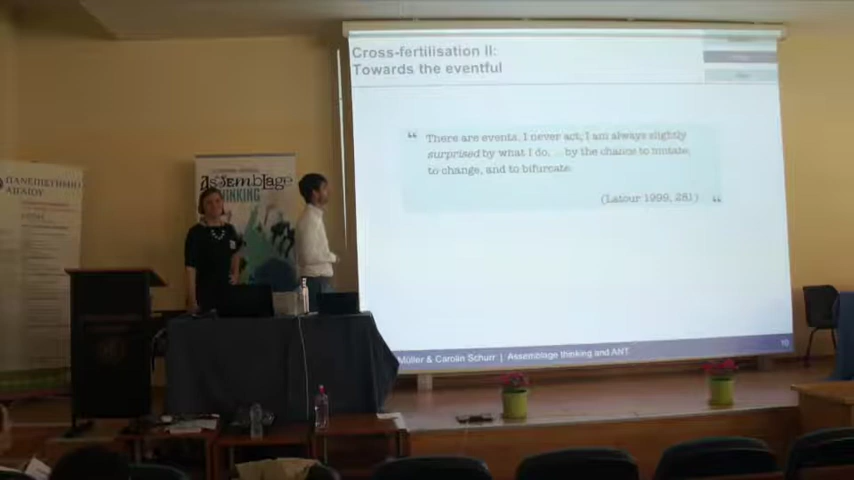 Cross-fertilisation II:
Towards the eventful
“ There are events. I never act; I am always slightly
surprised by what I do. ... by the chance to mutate,
to change, and to bifurcate.
(Latour 1999, 281) ”
Müller & Carolin Schurr | Assemblage thinking and ANT
ΠΑΝΕΠΙΣΤΗΜΙΟ
ΑΙΓΑΙΟΥ
Assemblage
THINKING